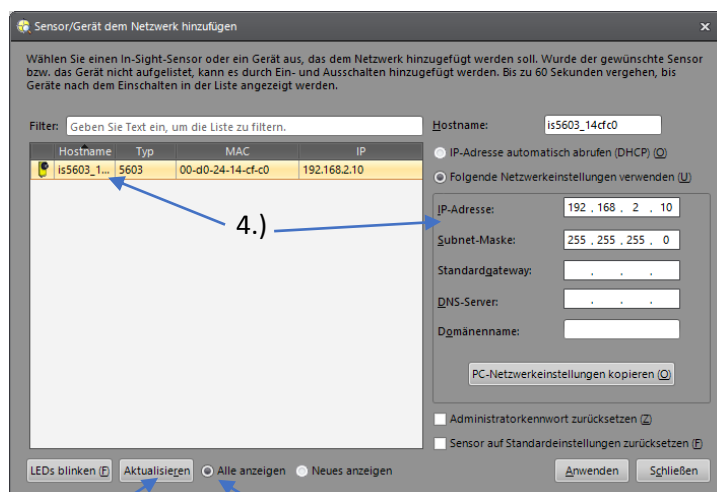 Sensor/Gerät dem Netzwerk hinzufügen
x
Wählen Sie einen In-Sight-Sensor oder ein Gerät aus, das dem Netzwerk hinzugefügt werden soll. Wurde der gewünschte Sensor
bzw. das Gerät nicht aufgelistet, kann es durch Ein- und Ausschalten hinzugefügt werden. Bis zu 60 Sekunden vergehen, bis
Geräte nach dem Einschalten in der Liste angezeigt werden.
Filter: Geben Sie Text ein, um die Liste zu filtern.
Hostname Typ MAC IP
is5603_1... 5603 00-d0-24-14-cf-c0 192.168.2.10
4.)
Hostname: is5603_14cfc0
IP-Adresse automatisch abrufen (DHCP) (O)
Folgende Netzwerkeinstellungen verwenden (U)
IP-Adresse: 192 . 168 . 2 . 10
Subnet-Maske: 255 . 255 . 255 . 0
Standardgateway: . . .
DNS-Server: . . .
Domänenname:
PC-Netzwerkeinstellungen kopieren (O)
Administratorkennwort zurücksetzen (Z)
Sensor auf Standardeinstellungen zurücksetzen (F)
LEDs blinken (F) Aktualisieren Alle anzeigen Neues anzeigen Anwenden Schließen